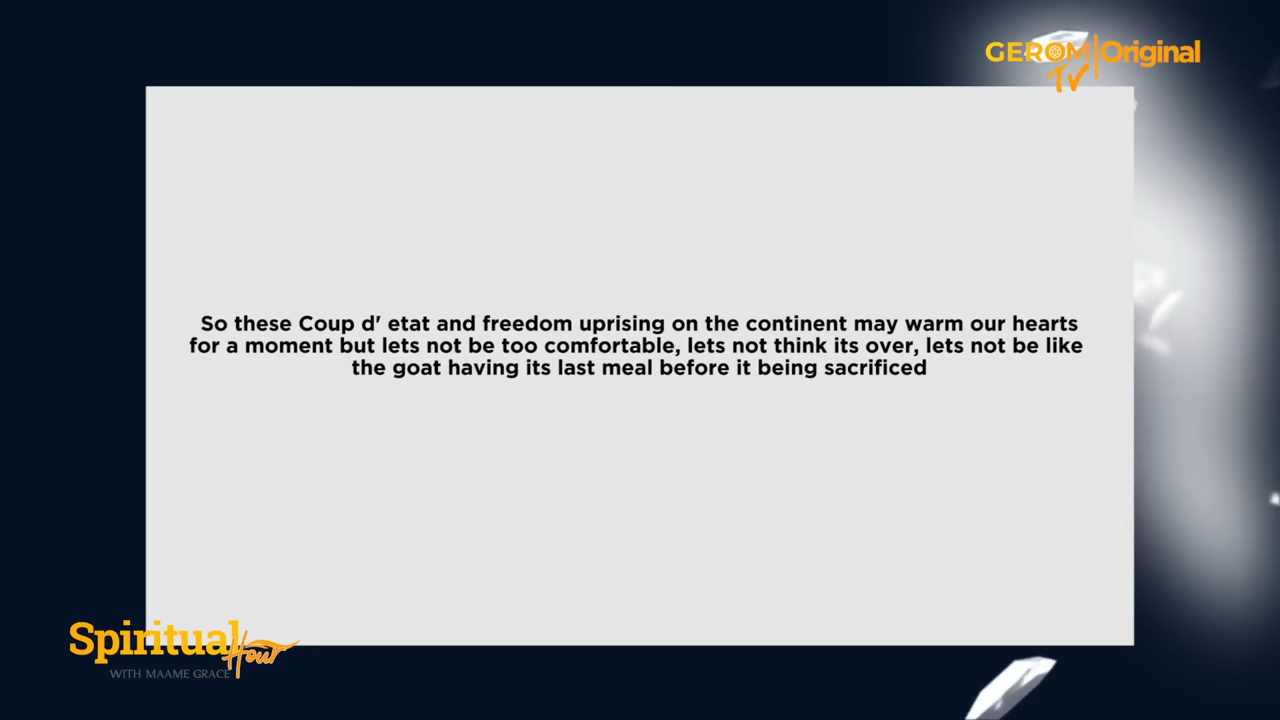 GEROM TV | Original
So these Coup d' etat and freedom uprising on the continent may warm our hearts
for a moment but lets not be too comfortable, lets not think its over, lets not be like
the goat having its last meal before it being sacrificed
Spiritual Hour
WITH MAAME GRACE